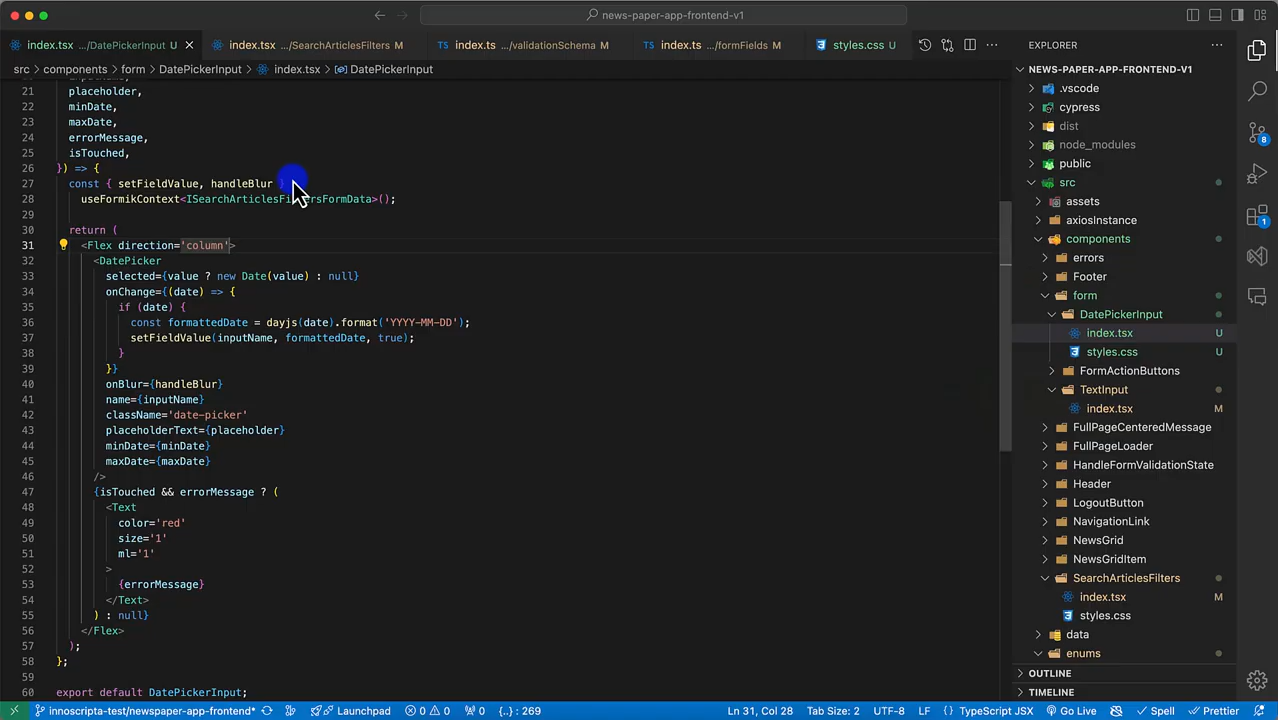 news-paper-app-frontend-v1
index.tsx .../DatePickerInput U
index.tsx .../SearchArticlesFilters M
index.ts .../validationSchema M
index.ts .../formFields M
styles.css U
EXPLORER
src > components > form > DatePickerInput > index.tsx > DatePickerInput
21 placeholder,
22 minDate,
23 maxDate,
24 errorMessage,
25 isTouched,
26 }) => {
27 const { setFieldValue, handleBlur }
28 useFormikContext<ISearchArticlesFiltersFormData>();
29
30 return (
31 <Flex direction='column'>
32 <DatePicker
33 selected={value ? new Date(value) : null}
34 onChange={(date) => {
35 if (date) {
36 const formattedDate = dayjs(date).format('YYYY-MM-DD');
37 setFieldValue(inputName, formattedDate, true);
38 }
39 }}
40 onBlur={handleBlur}
41 name={inputName}
42 className='date-picker'
43 placeholderText={placeholder}
44 minDate={minDate}
45 maxDate={maxDate}
46 />
47 {isTouched && errorMessage ? (
48 <Text
49 color='red'
50 size='1'
51 ml='1'
52 >
53 {errorMessage}
54 </Text>
55 ) : null}
56 </Flex>
57 );
58 };
59
60 export default DatePickerInput;
NEWS-PAPER-APP-FRONTEND-V1
.vscode
cypress
dist
node_modules
public
src
assets
axiosInstance
components
errors
Footer
form
DatePickerInput
index.tsx U
styles.css U
FormActionButtons
TextInput
index.tsx M
FullPageCenteredMessage
FullPageLoader
HandleFormValidationState
Header
LogoutButton
NavigationLink
NewsGrid
NewsGridItem
SearchArticlesFilters
index.tsx M
styles.css
data
enums
OUTLINE
TIMELINE
8
1
innoscripta-test/newspaper-app-frontend* Launchpad 0 0 0 {..} : 269 Ln 31, Col 28 Tab Size: 2 UTF-8 LF {} TypeScript JSX Go Live Spell Prettier